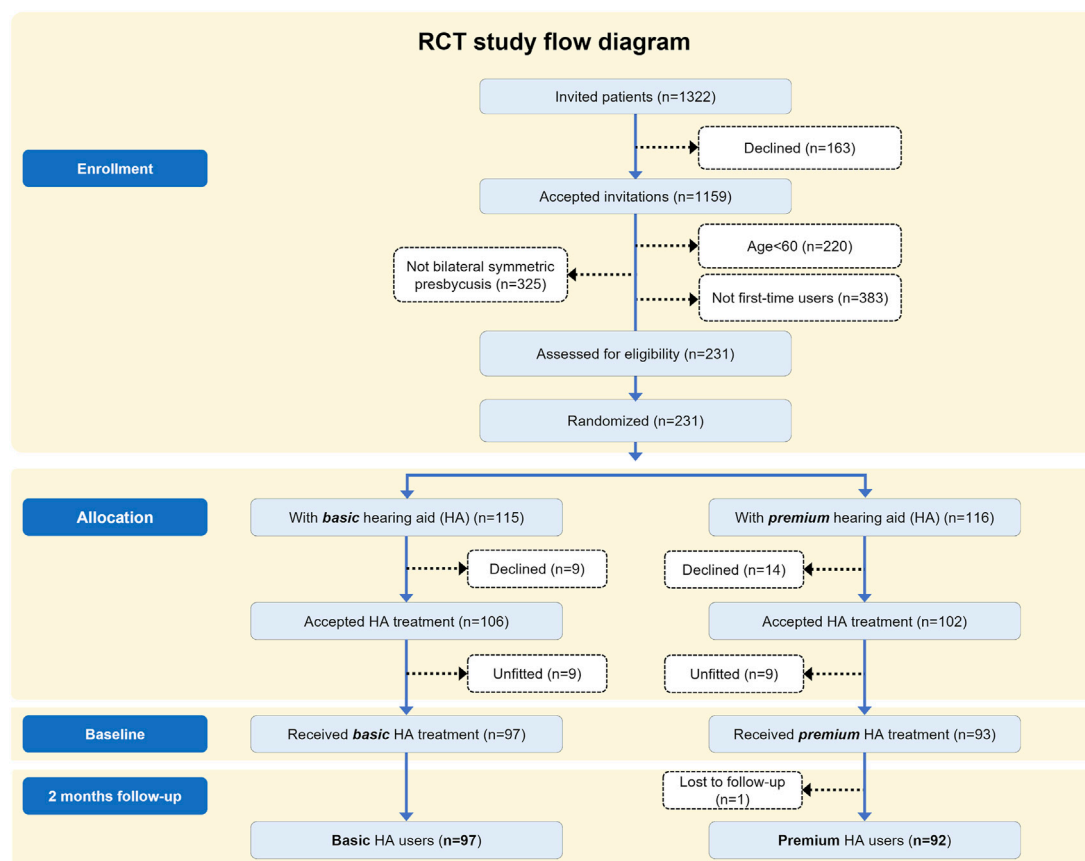 RCT study flow diagram
Invited patients (n=1322)
Declined (n=163)
Enrollment
Accepted invitations (n=1159)
Age<60 (n=220)
Not bilateral symmetric
presbycusis (n=325)
Not first-time users (n=383)
Assessed for eligibility (n=231)
Randomized (n=231)
Allocation
With basic hearing aid (HA) (n=115)
With premium hearing aid (HA) (n=116)
Declined (n=9)
Declined (n=14)
Accepted HA treatment (n=106)
Accepted HA treatment (n=102)
Unfitted (n=9)
Unfitted (n=9)
Baseline
Received basic HA treatment (n=97)
Received premium HA treatment (n=93)
2 months follow-up
Lost to follow-up
(n=1)
Basic HA users (n=97)
Premium HA users (n=92)